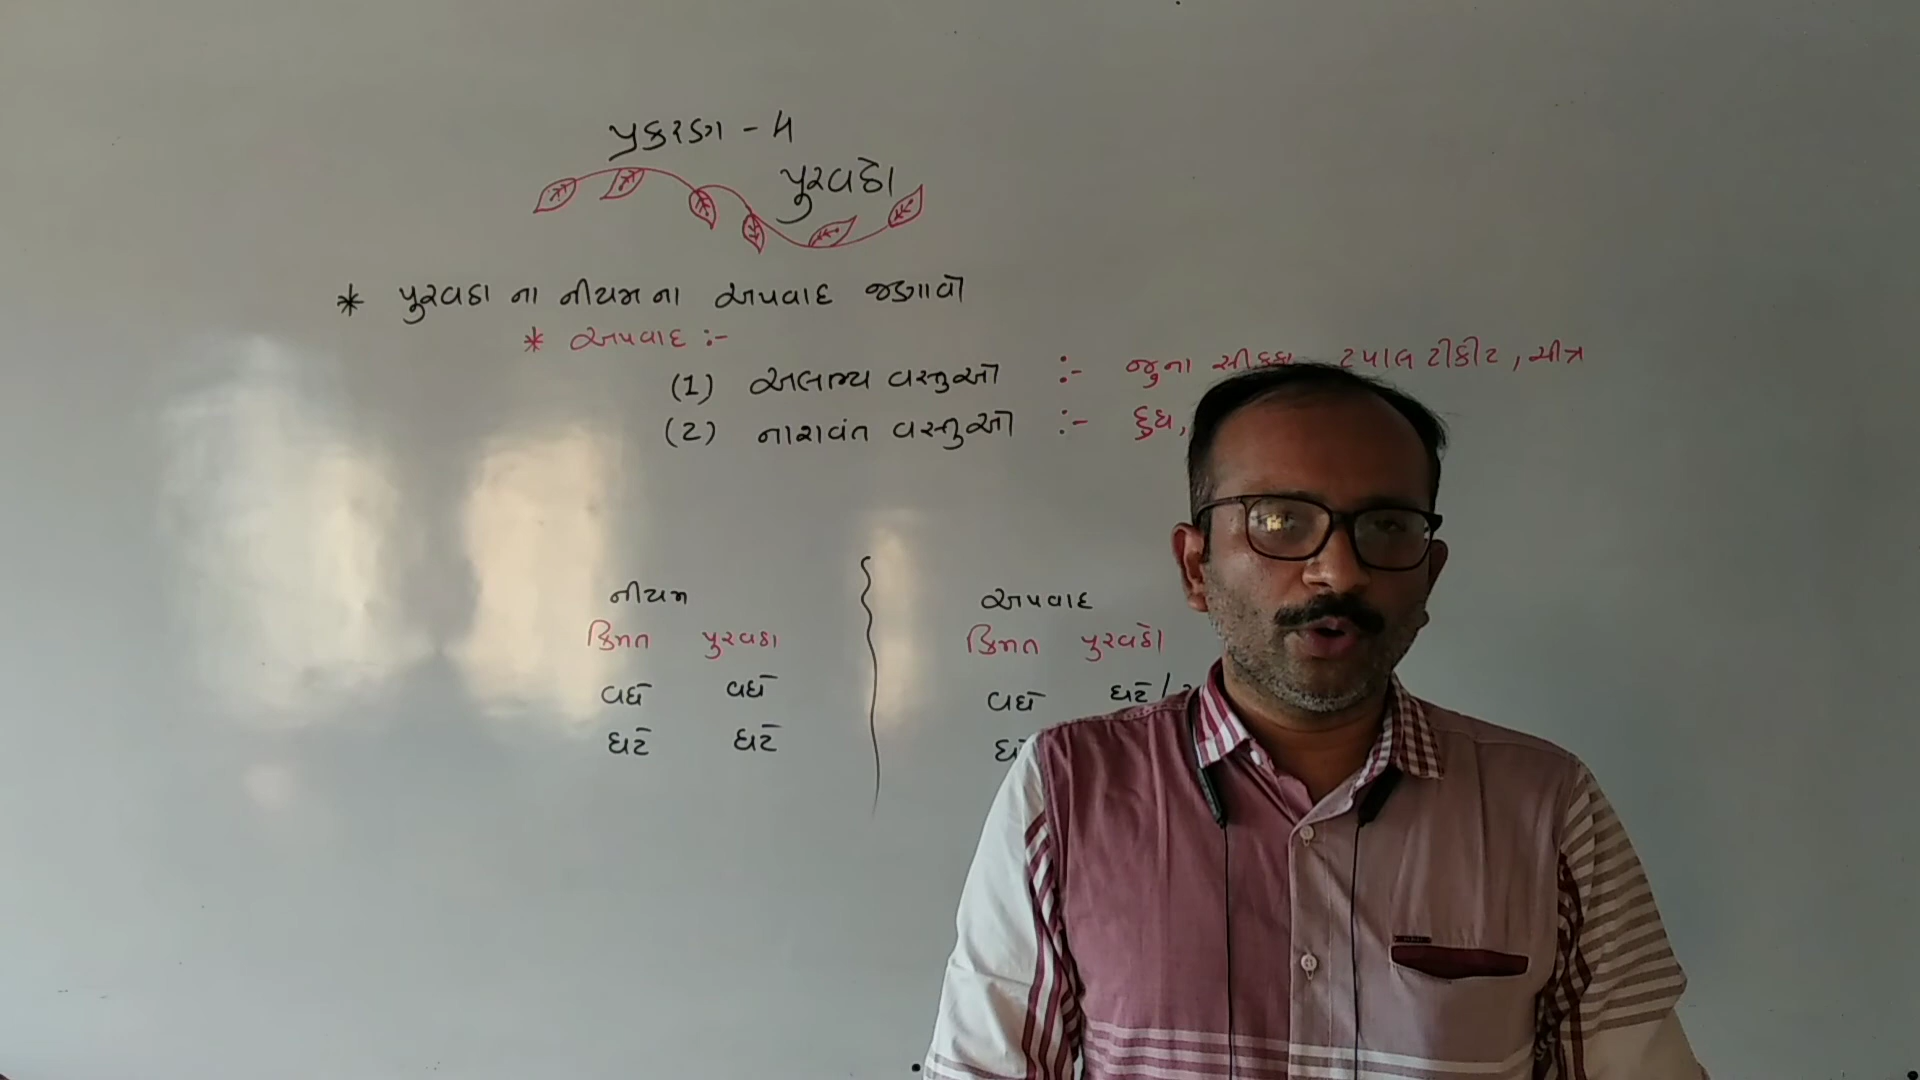 પ્રકરણ - ૫
પુરવઠો
* પુરવઠા ના નીયમ ના અપવાદ જણાવો
* અપવાદ :-
(1) અલભ્ય વસ્તુઓ :- જુના સીક્કા ટપાલ ટીકીટ, ચીત્ર
(2) નાશવંત વસ્તુઓ :- દુધ,
નીયમ અપવાદ
કિંમત પુરવઠા કિંમત પુરવઠો
વધે વધે વધે ઘટે /
ઘટે ઘટે